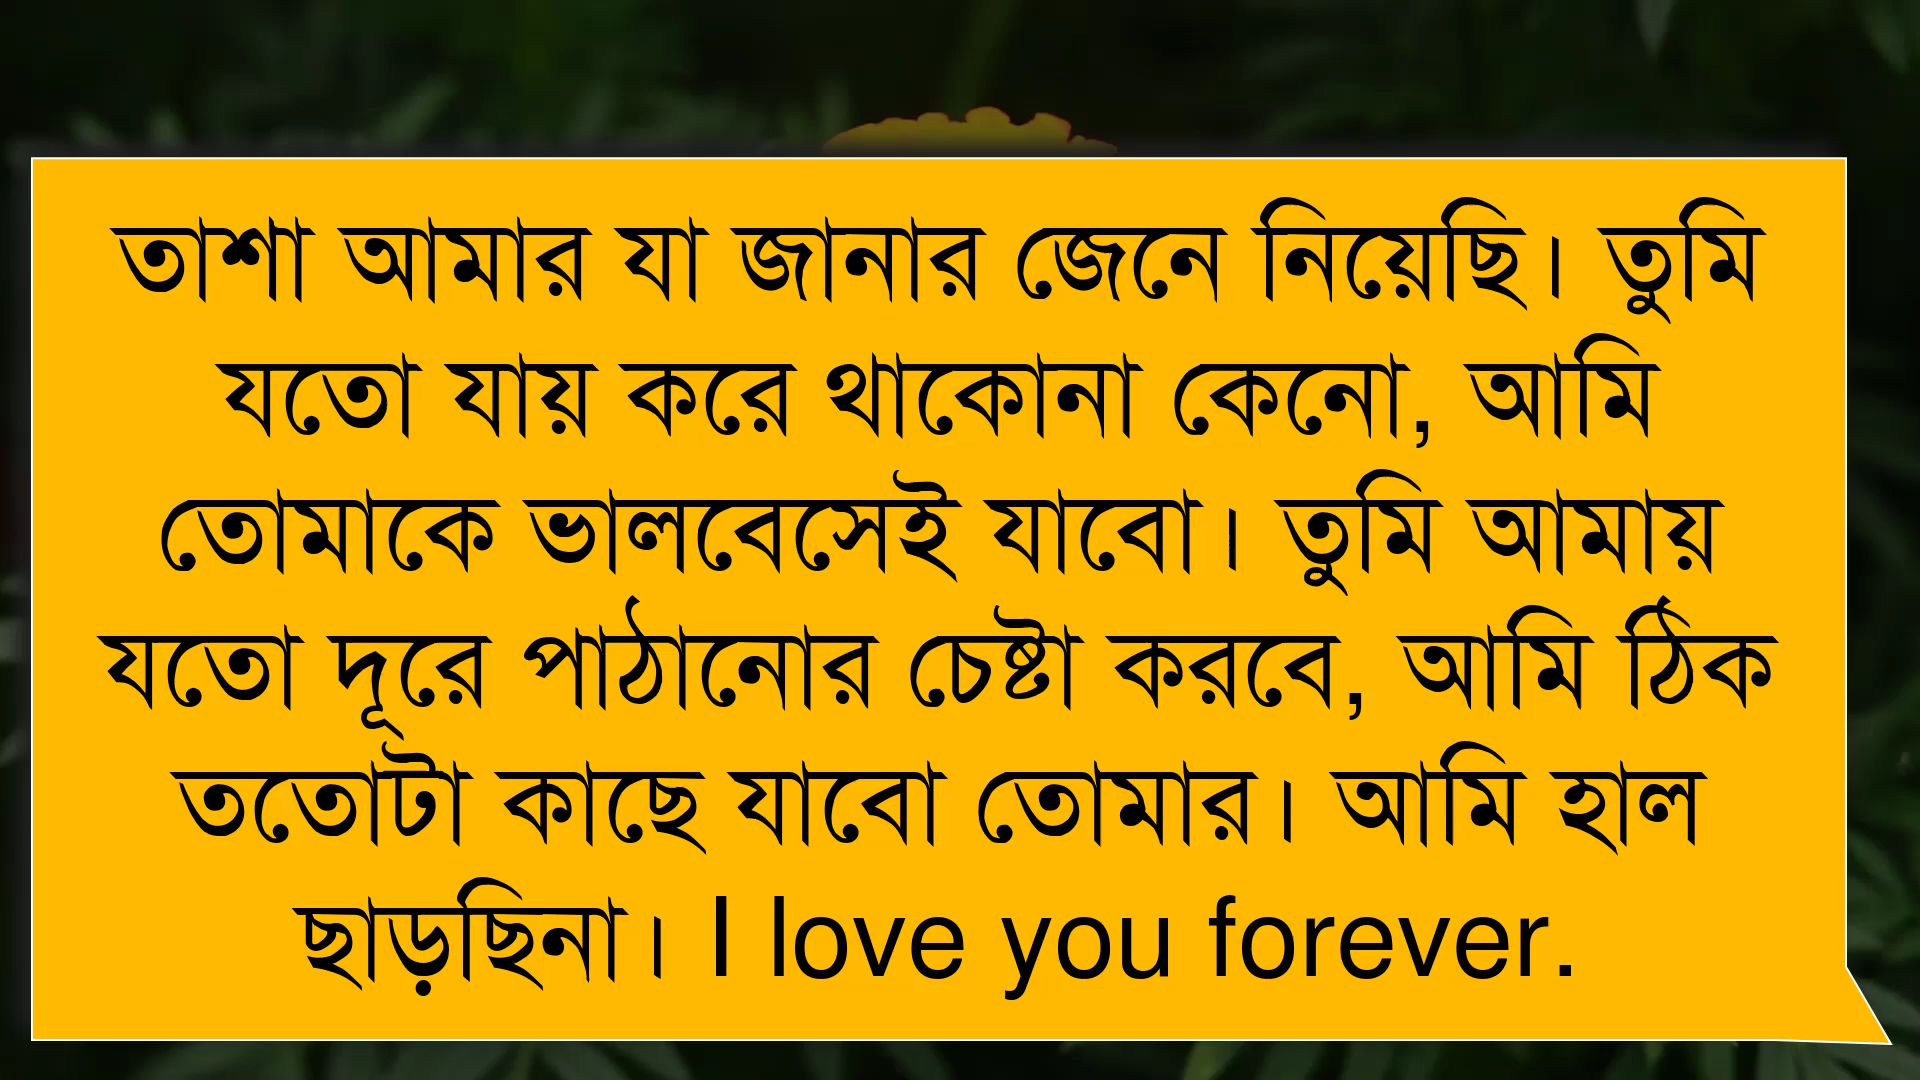 তাশা আমার যা জানার জেনে নিয়েছি। তুমি
যতো যায় করে থাকোনা কেনো, আমি
তোমাকে ভালবেসেই যাবো। তুমি আমায়
যতো দূরে পাঠানোর চেষ্টা করবে, আমি ঠিক
ততোটা কাছে যাবো তোমার। আমি হাল
ছাড়ছিনা। I love you forever.